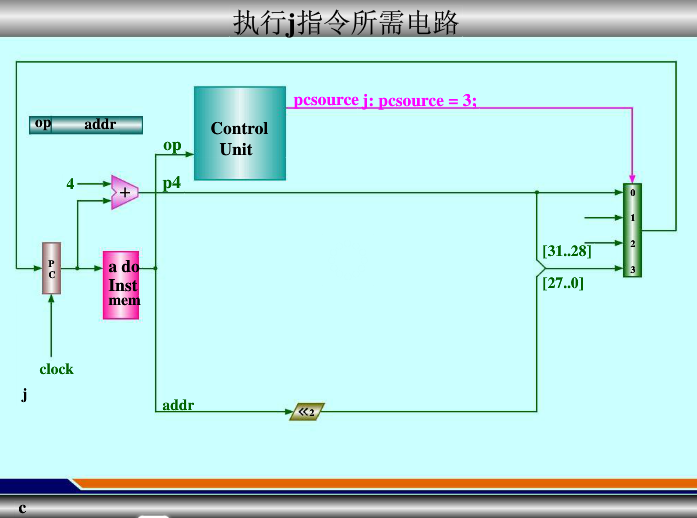 执行j指令所需电路
pcsource j: pcsource = 3;
op addr
Control
Unit
op
4
+
p4
0
1
2
3
[31..28]
[27..0]
P
C
a do
Inst
mem
clock
j
addr
<<2
c